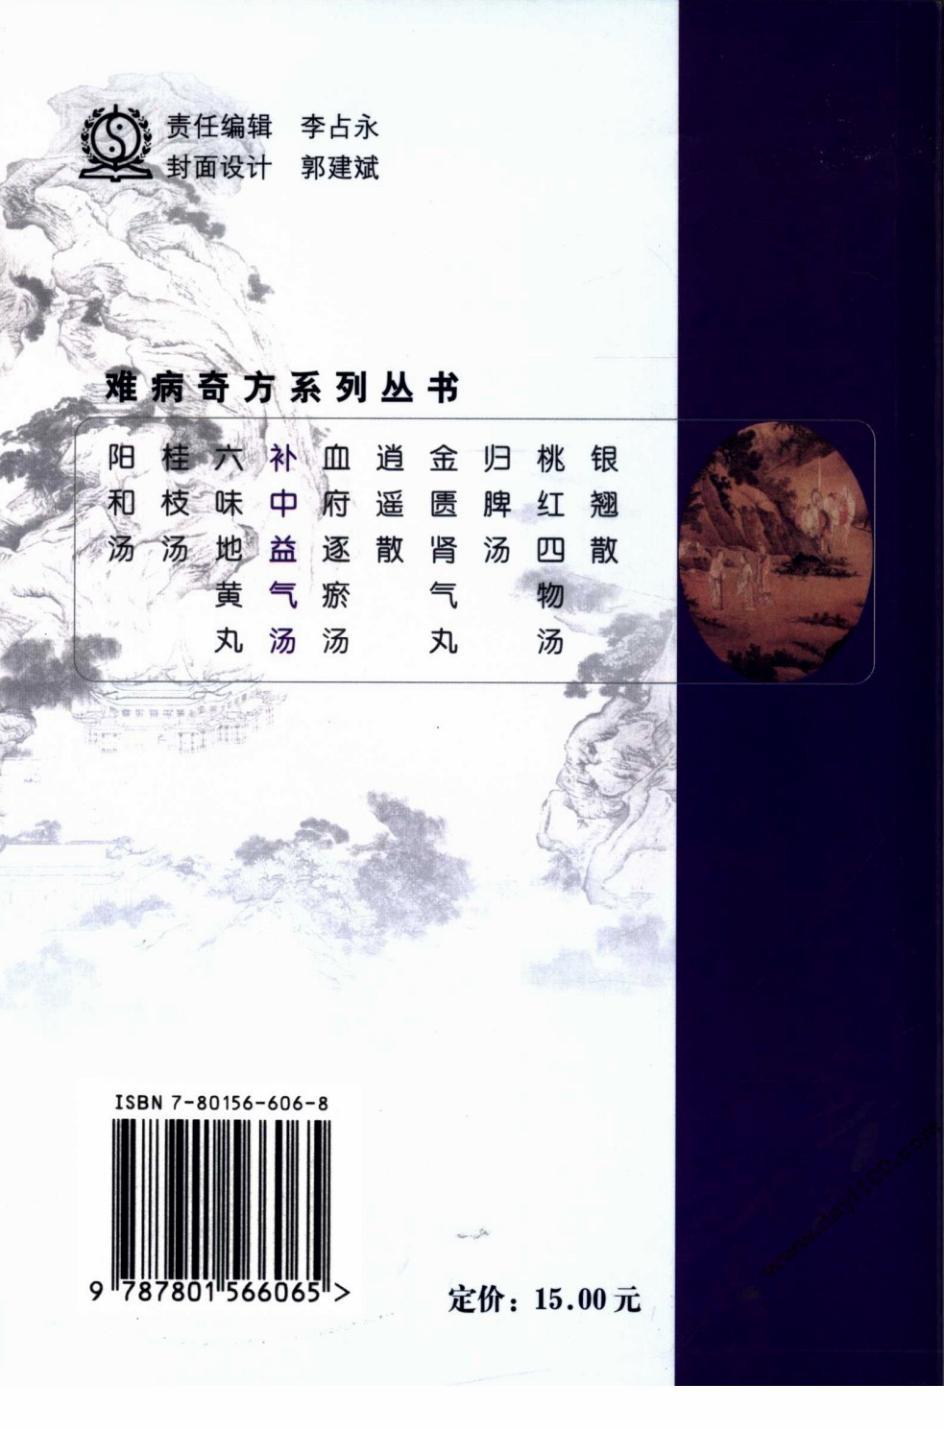 责任编辑 李占永
封面设计 郭建斌
难病奇方系列丛书
银翘散
桃红四物汤
归脾汤
金匮肾气丸
逍遥散
血府逐瘀汤
补中益气汤
六味地黄丸
桂枝汤
阳和汤
ISBN 7-80156-606-8
9 787801 566065 >
定价：15.00 元